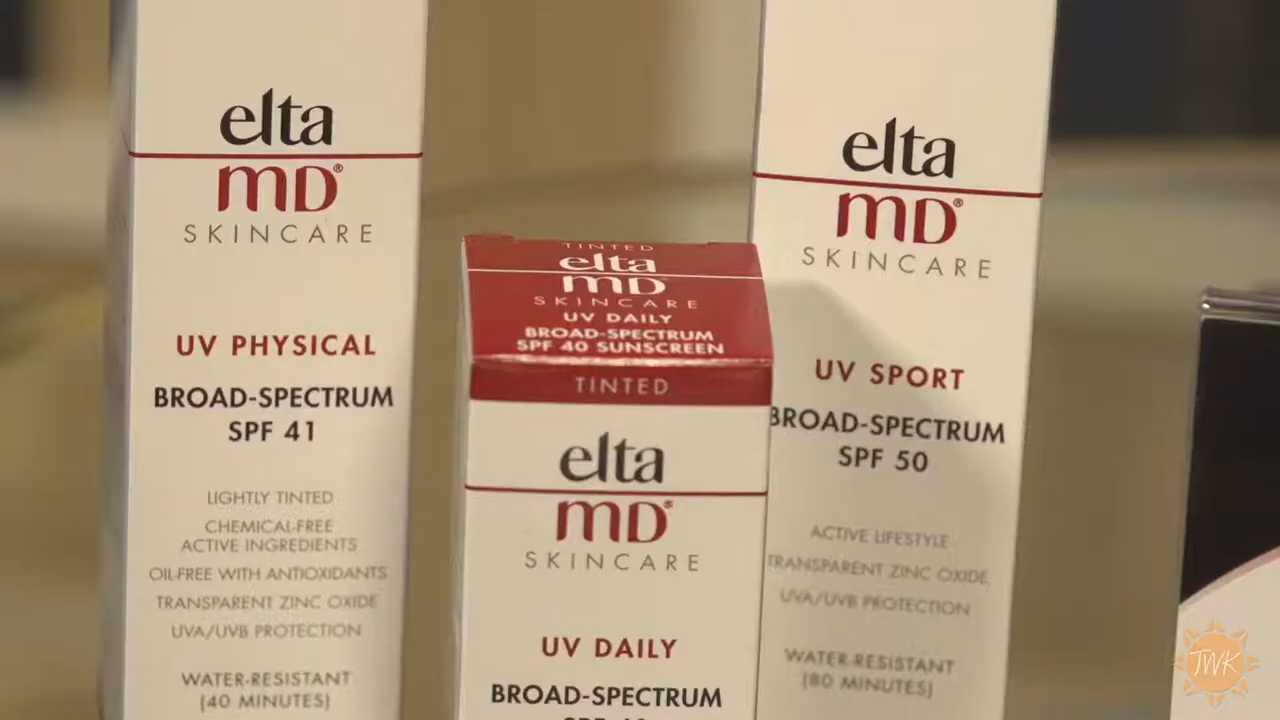 elta
MD®
SKINCARE
UV PHYSICAL
BROAD-SPECTRUM
SPF 41
LIGHTLY TINTED
CHEMICAL-FREE
ACTIVE INGREDIENTS
OIL-FREE WITH ANTIOXIDANTS
TRANSPARENT ZINC OXIDE
UVA/UVB PROTECTION
WATER-RESISTANT
(40 MINUTES)
TINTED
elta
MD
SKINCARE
UV DAILY
BROAD-SPECTRUM
SPF 40 SUNSCREEN
TINTED
elta
MD®
SKINCARE
UV DAILY
BROAD-SPECTRUM
elta
MD®
SKINCARE
UV SPORT
BROAD-SPECTRUM
SPF 50
ACTIVE LIFESTYLE
TRANSPARENT ZINC OXIDE
UVA/UVB PROTECTION
WATER-RESISTANT
(80 MINUTES)
TWK